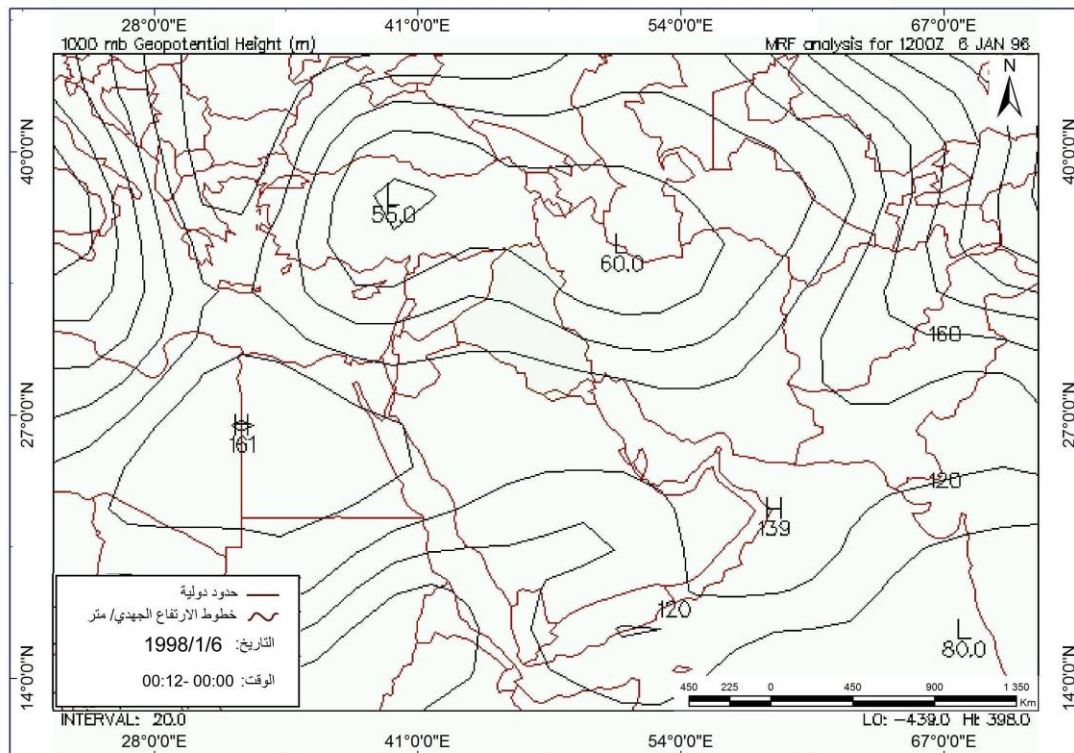 28°0'0"E 41°0'0"E 54°0'0"E 67°0'0"E
1000 mb Geopotential Height (m) MRF analysis for 1200Z 6 JAN 98
N
40°0'0"N 40°0'0"N
L
55.0
L
60.0
160
27°0'0"N 27°0'0"N
H
161
120
H
139
120
L
80.0
حدود دولية
خطوط الارتفاع الجهدي/ متر
التاريخ: 1998/1/6
الوقت: 00:00 -00:12
14°0'0"N 14°0'0"N
450 225 0 450 900 1 350
Km
INTERVAL: 20.0 LO: -439.0 HI: 398.0
28°0'0"E 41°0'0"E 54°0'0"E 67°0'0"E